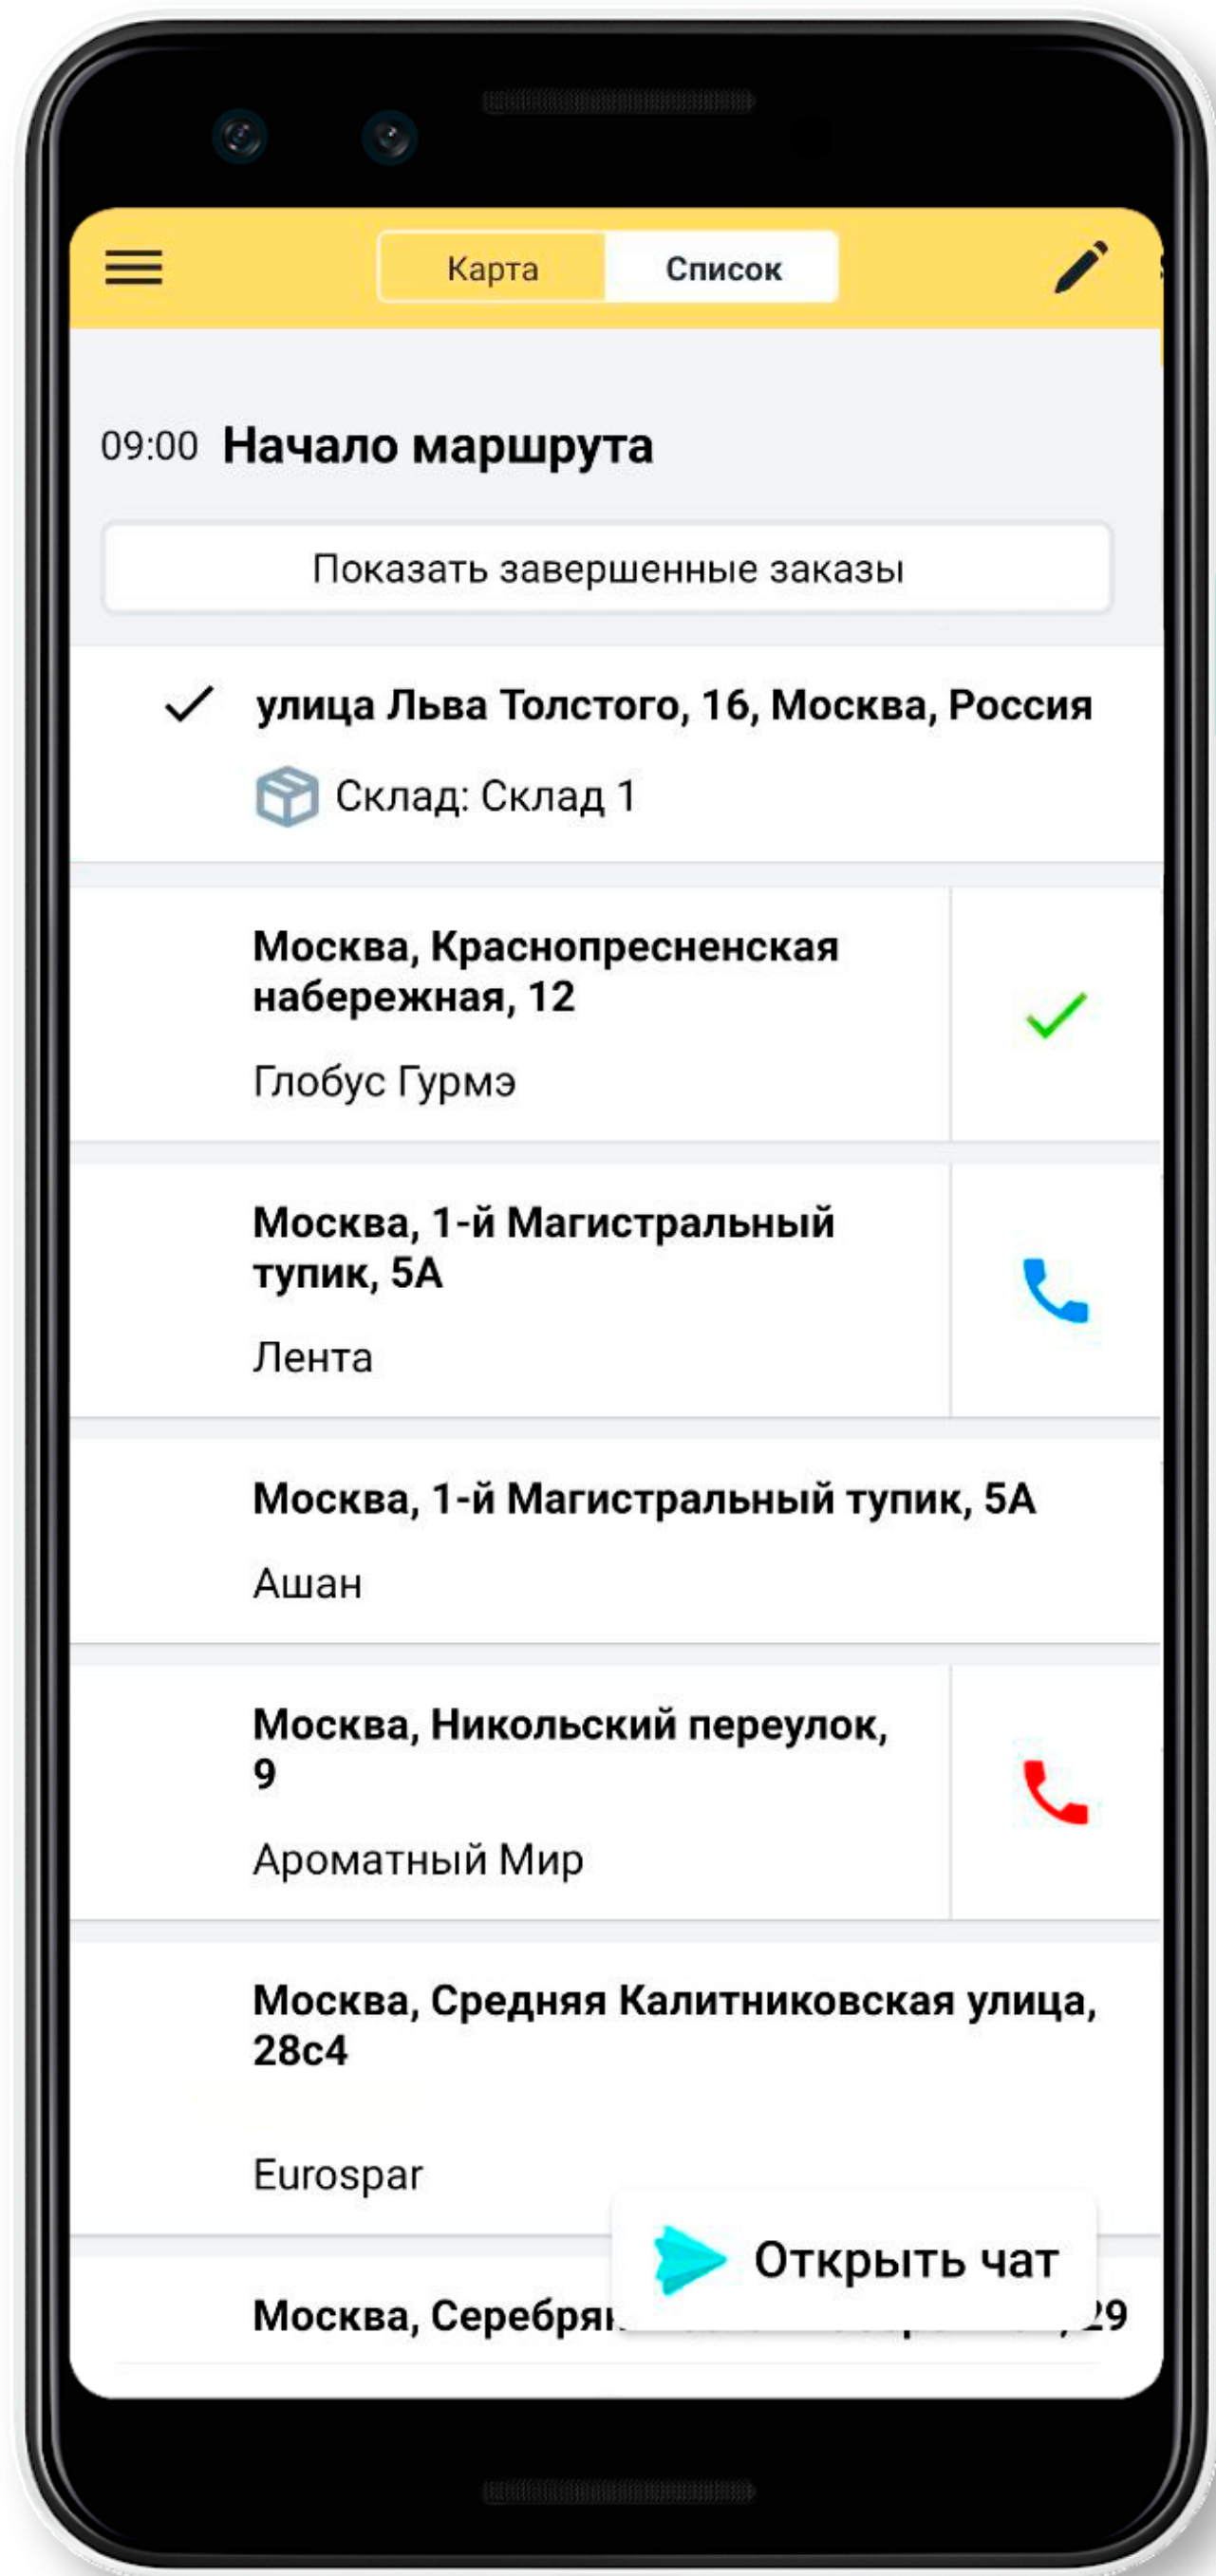 Карта
Список
09:00 Начало маршрута
Показать завершенные заказы
улица Льва Толстого, 16, Москва, Россия
Склад: Склад 1
Москва, Краснопресненская
набережная, 12
Глобус Гурмэ
Москва, 1-й Магистральный
тупик, 5А
Лента
Москва, 1-й Магистральный тупик, 5А
Ашан
Москва, Никольский переулок,
9
Ароматный Мир
Москва, Средняя Калитниковская улица,
28с4
Eurospar
Открыть чат
Москва, 29